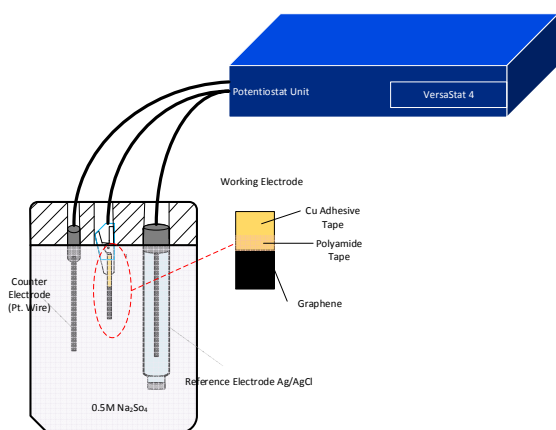 Potentiostat Unit
VersaStat 4
Working Electrode
Cu Adhesive
Tape
Polyamide
Tape
Graphene
Counter
Electrode
(Pt. Wire)
Reference Electrode Ag/AgCl
0.5M Na₂So₄